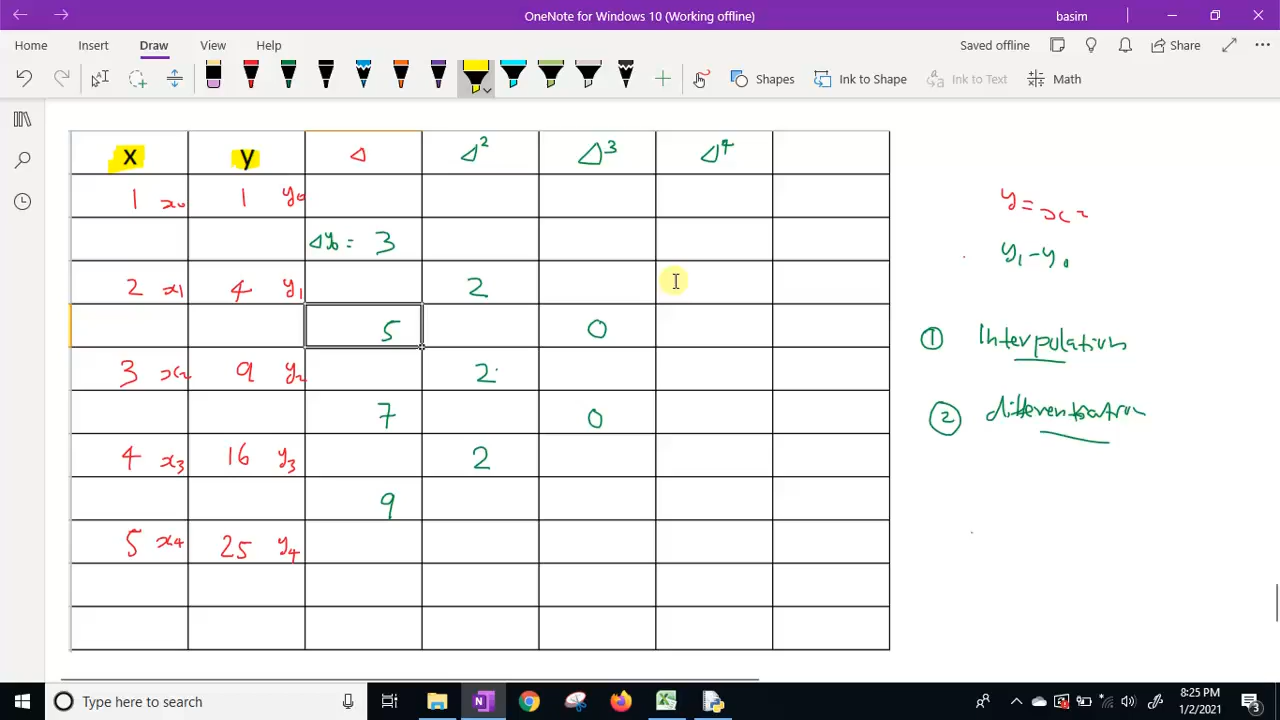 OneNote for Windows 10 (Working offline)
basim
Home Insert Draw View Help
Saved offline
Share
Shapes
Ink to Shape
Ink to Text
Math
x y Δ Δ² Δ³ Δ⁴
1 x₀ 1 y₀
Δy₀ = 3
2 x₁ 4 y₁ 2
5 0
3 x₂ 9 y₂ 2
7 0
4 x₃ 16 y₃ 2
9
5 x₄ 25 y₄
y = x²
y₁ - y₀
① Interpolation
② differentiation
Type here to search
8:25 PM
1/2/2021
3